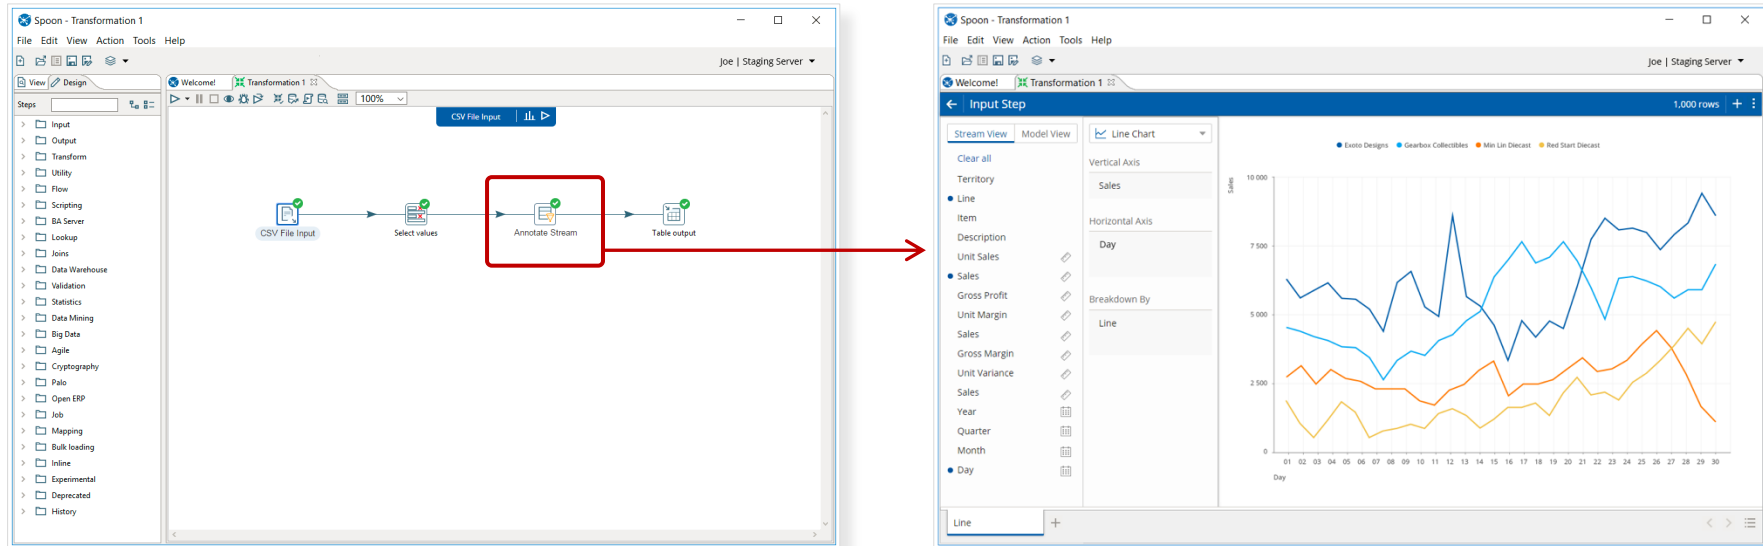 Spoon - Transformation 1
File Edit View Action Tools Help
Joe | Staging Server
View Design
Welcome! Transformation 1
Steps
100%
Input
Output
Transform
Utility
Flow
Scripting
BA Server
Lookup
Joins
Data Warehouse
Validation
Statistics
Data Mining
Big Data
Agile
Cryptography
Palo
Open ERP
Job
Mapping
Bulk loading
Inline
Experimental
Deprecated
History
CSV File Input
CSV File Input
Select values
Annotate Stream
Table output
Spoon - Transformation 1
File Edit View Action Tools Help
Joe | Staging Server
Welcome! Transformation 1
Input Step
1,000 rows
Stream View Model View
Clear all
Territory
Line
Item
Description
Unit Sales
Sales
Gross Profit
Unit Margin
Sales
Gross Margin
Unit Variance
Sales
Year
Quarter
Month
Day
Line Chart
Vertical Axis
Sales
Horizontal Axis
Day
Breakdown By
Line
Exoto Designs Gearbox Collectibles Min Lin Diecast Red Start Diecast
Sales
10 000
7 500
5 000
2 500
0
01 02 03 04 05 06 07 08 09 10 11 12 13 14 15 16 17 18 19 20 21 22 23 24 25 26 27 28 29 30
Day
Line